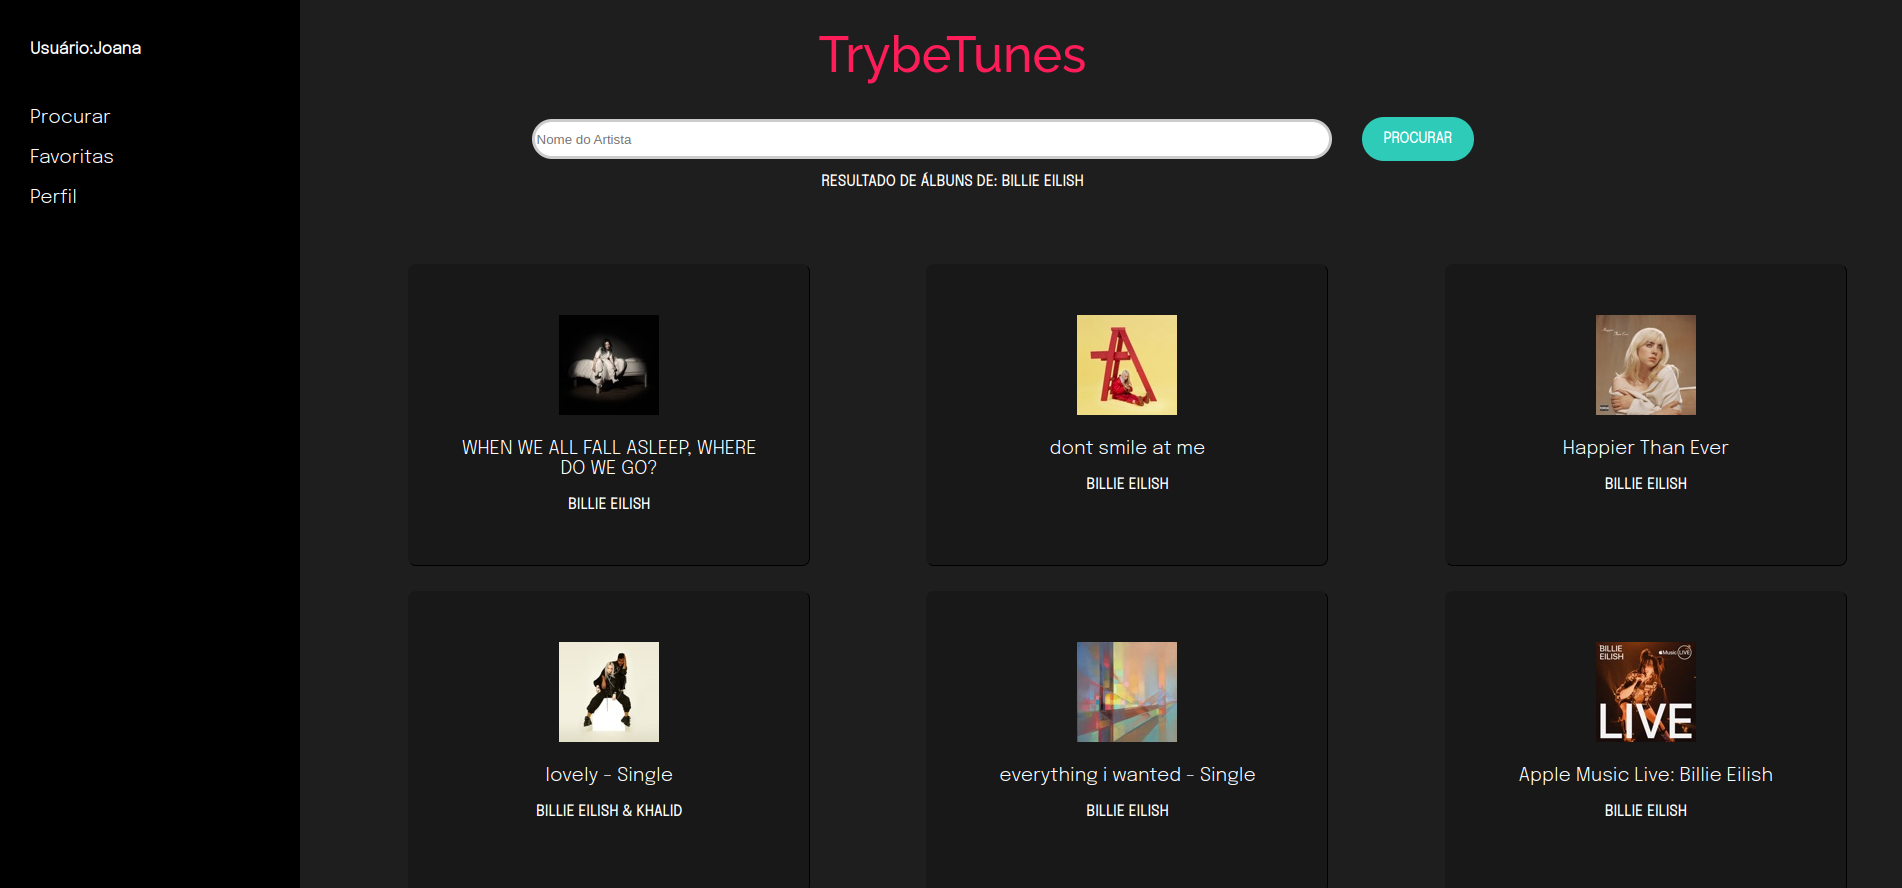 Usuário:Joana
Procurar
Favoritas
Perfil
TrybeTunes
Nome do Artista
PROCURAR
RESULTADO DE ÁLBUNS DE: BILLIE EILISH
WHEN WE ALL FALL ASLEEP, WHERE
DO WE GO?
BILLIE EILISH
dont smile at me
BILLIE EILISH
Happier Than Ever
BILLIE EILISH
lovely - Single
BILLIE EILISH & KHALID
everything i wanted - Single
BILLIE EILISH
BILLIE
EILISH
Music LIVE
LIVE
Apple Music Live: Billie Eilish
BILLIE EILISH